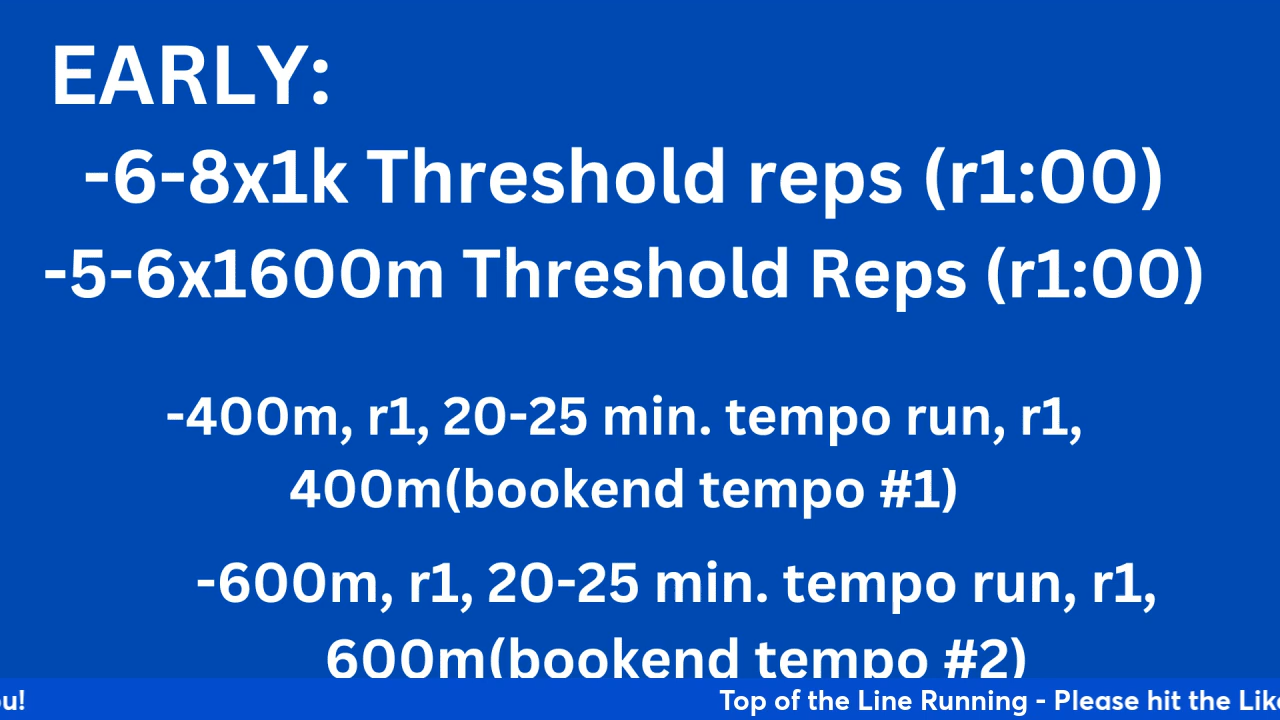 EARLY:
-6-8x1k Threshold reps (r1:00)
-5-6x1600m Threshold Reps (r1:00)
-400m, r1, 20-25 min. tempo run, r1,
400m(bookend tempo #1)
-600m, r1, 20-25 min. tempo run, r1,
600m(bookend tempo #2)
Top of the Line Running - Please hit the